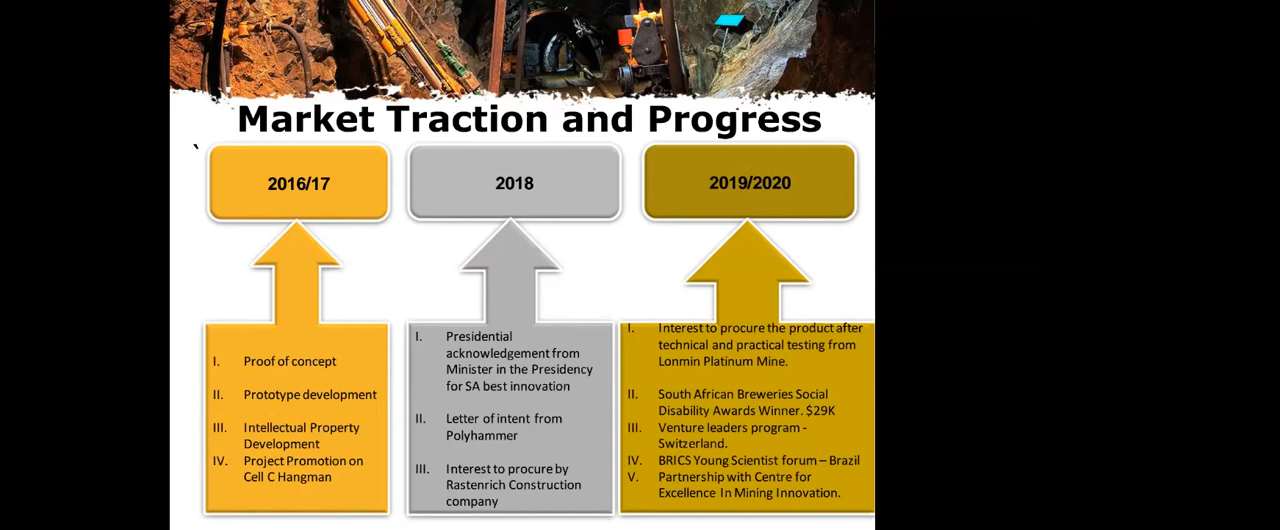 Market Traction and Progress
`
2016/17
2018
2019/2020
I. Proof of concept
II. Prototype development
III. Intellectual Property
Development
IV. Project Promotion on
Cell C Hangman
I. Presidential
acknowledgement from
Minister in the Presidency
for SA best innovation
II. Letter of intent from
Polyhammer
III. Interest to procure by
Rastenrich Construction
company
I. Interest to procure the product after
technical and practical testing from
Lonmin Platinum Mine.
II. South African Breweries Social
Disability Awards Winner. $29K
III. Venture leaders program -
Switzerland.
IV. BRICS Young Scientist forum – Brazil
V. Partnership with Centre for
Excellence In Mining Innovation.